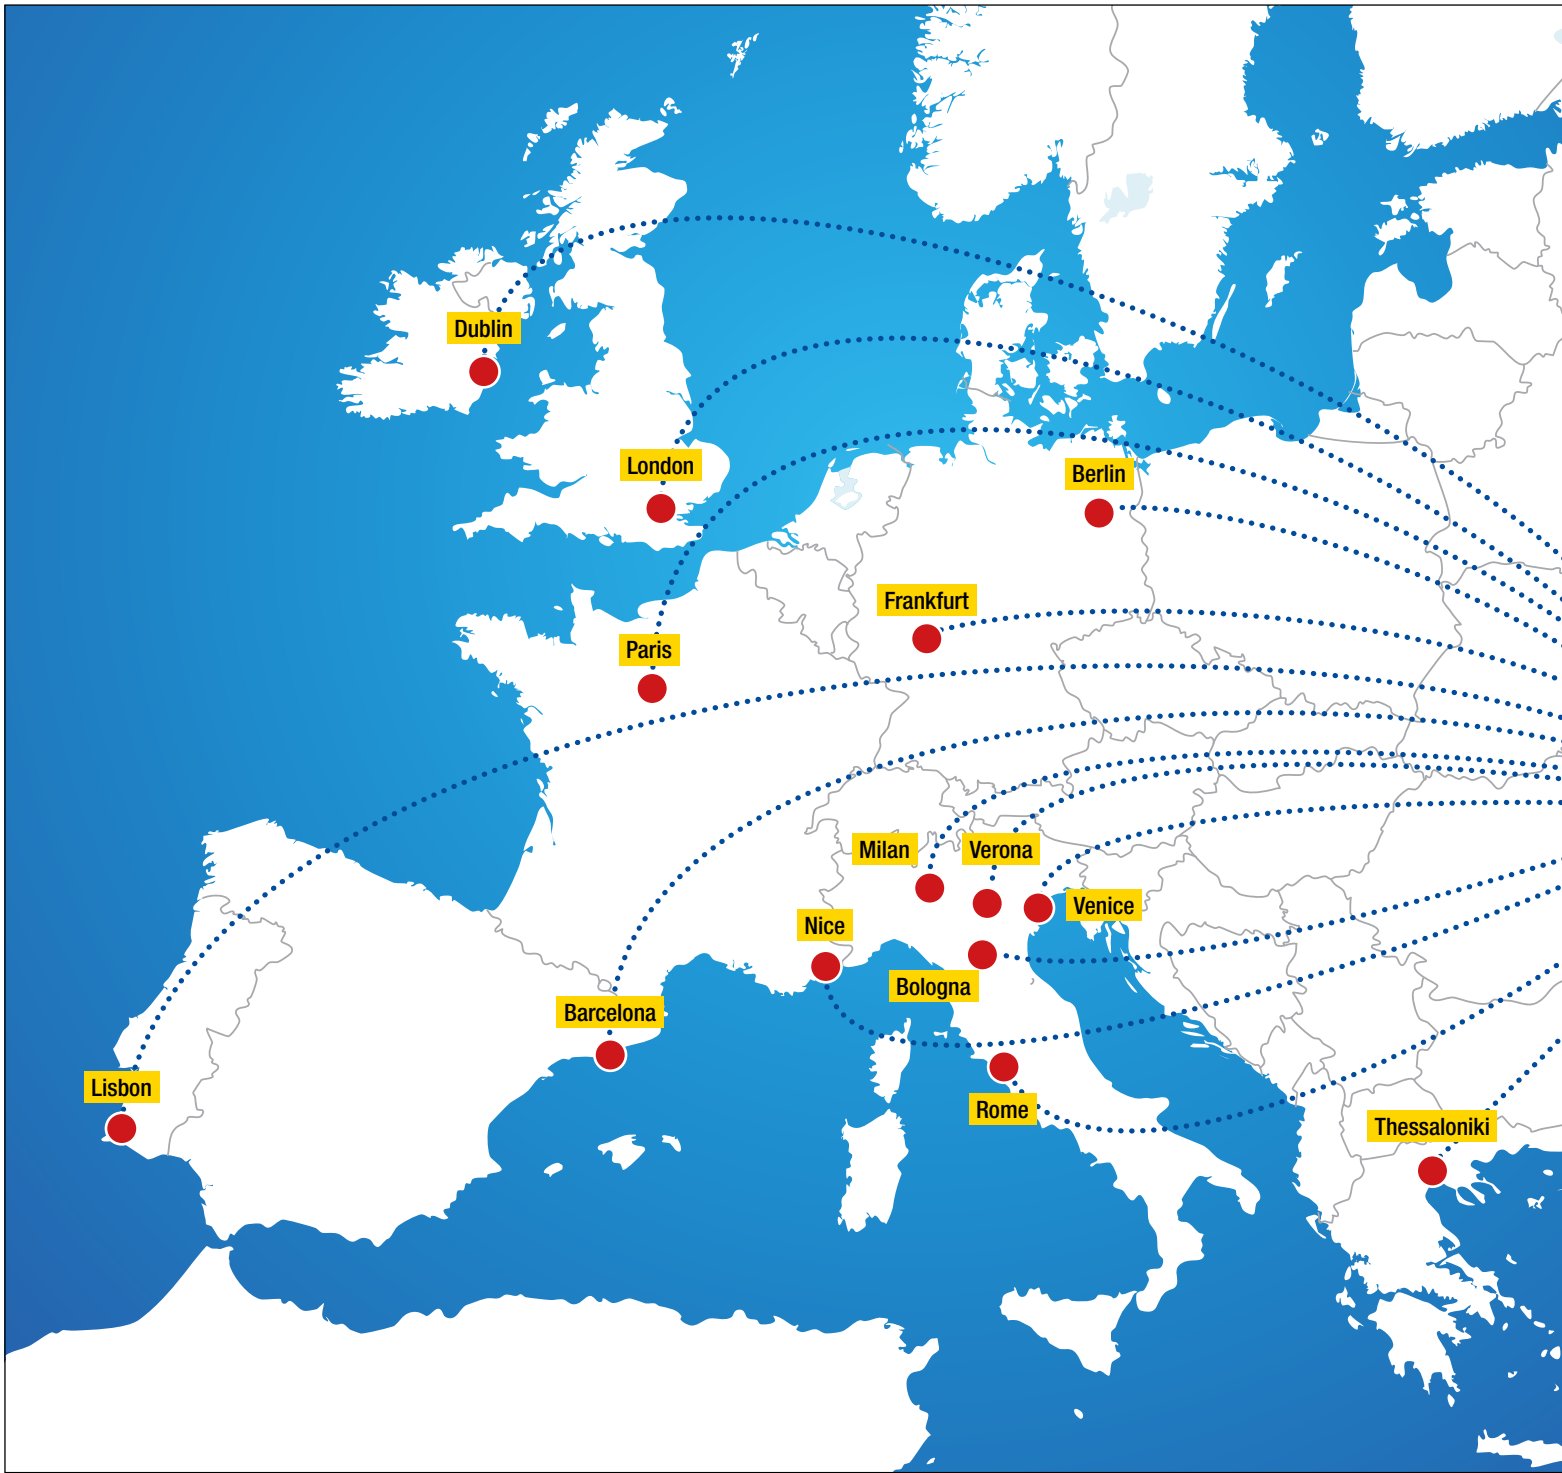 Dublin
London
Berlin
Frankfurt
Paris
Milan
Verona
Venice
Nice
Bologna
Barcelona
Lisbon
Rome
Thessaloniki